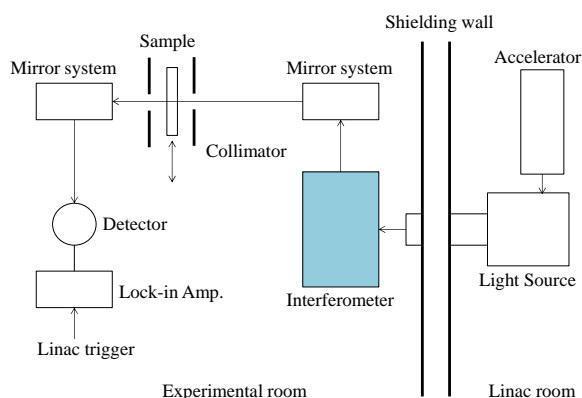 Shielding wall
Sample
Accelerator
Mirror system
Mirror system
Collimator
Detector
Light Source
Lock-in Amp.
Interferometer
Linac trigger
Experimental room
Linac room